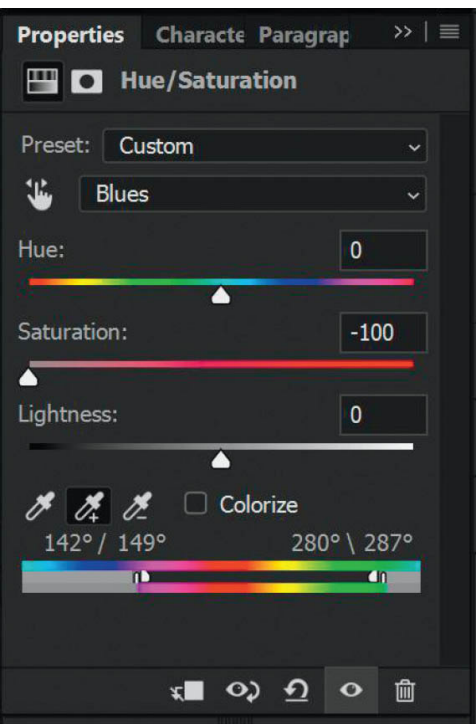 Properties Characte Paragrap
Hue/Saturation
Preset: Custom
Blues
Hue: 0
Saturation: -100
Lightness: 0
Colorize
142° / 149° 280° \ 287°